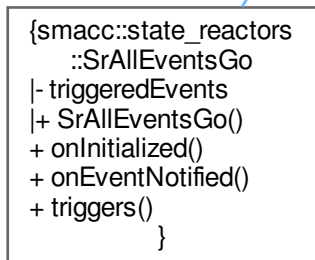 {smacc::state_reactors
::SrAllEventsGo
|- triggeredEvents
|+ SrAllEventsGo()
+ onInitialized()
+ onEventNotified()
+ triggers()
}